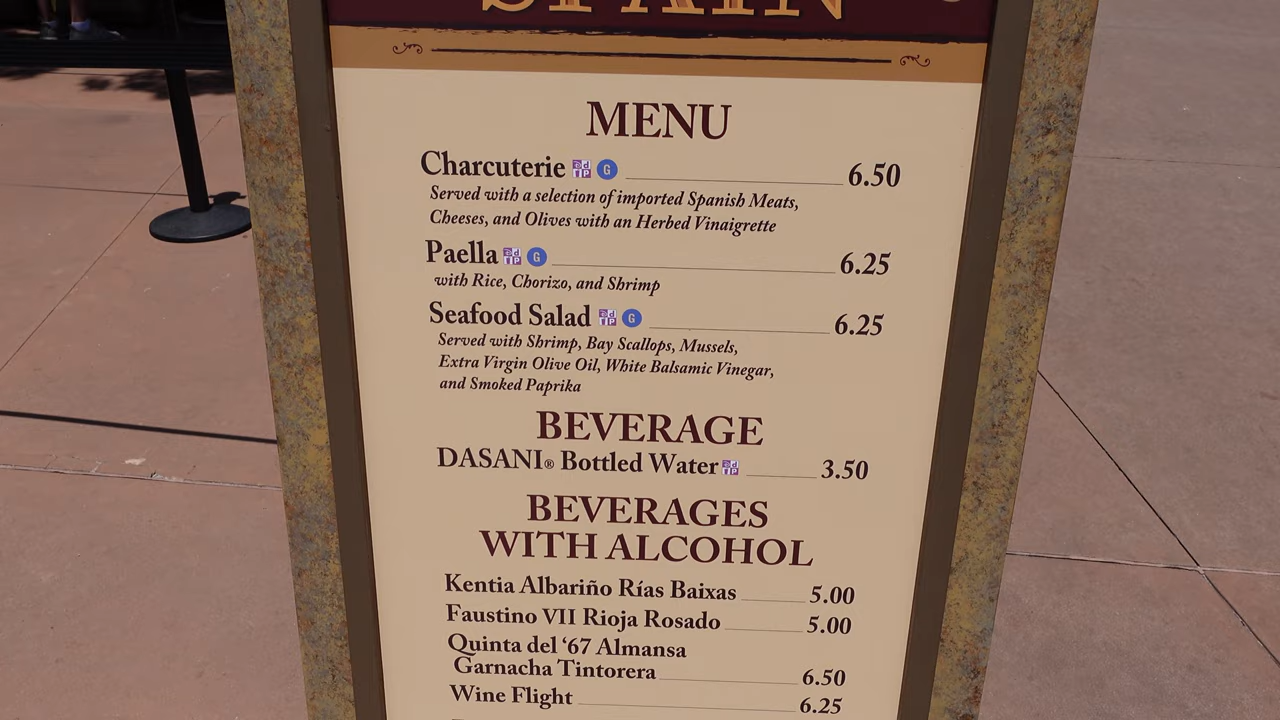 SPAIN
MENU
Charcuterie G 6.50
Served with a selection of imported Spanish Meats,
Cheeses, and Olives with an Herbed Vinaigrette
Paella G 6.25
with Rice, Chorizo, and Shrimp
Seafood Salad G 6.25
Served with Shrimp, Bay Scallops, Mussels,
Extra Virgin Olive Oil, White Balsamic Vinegar,
and Smoked Paprika
BEVERAGE
DASANI® Bottled Water 3.50
BEVERAGES
WITH ALCOHOL
Kentia Albariño Rías Baixas 5.00
Faustino VII Rioja Rosado 5.00
Quinta del ‘67 Almansa
Garnacha Tintorera 6.50
Wine Flight 6.25